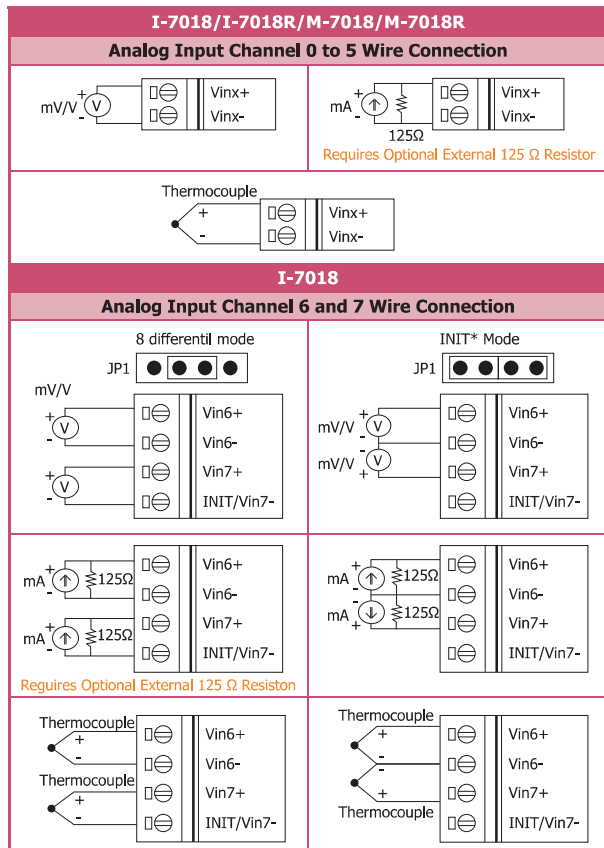 I-7018/I-7018R/M-7018/M-7018R
Analog Input Channel 0 to 5 Wire Connection
mV/V
+
-
V
Vinx+
Vinx-
mA
+
-
125Ω
Vinx+
Vinx-
Requires Optional External 125 Ω Resistor
Thermocouple
+
-
Vinx+
Vinx-
I-7018
Analog Input Channel 6 and 7 Wire Connection
8 differentil mode
JP1
mV/V
+
-
V
+
-
V
Vin6+
Vin6-
Vin7+
INIT/Vin7-
INIT* Mode
JP1
+
mV/V
V
-
-
mV/V
V
+
Vin6+
Vin6-
Vin7+
INIT/Vin7-
+
mA
-
125Ω
+
mA
-
125Ω
Vin6+
Vin6-
Vin7+
INIT/Vin7-
Requires Optional External 125 Ω Resiston
+
mA
-
125Ω
-
mA
+
125Ω
Vin6+
Vin6-
Vin7+
INIT/Vin7-
Thermocouple
+
-
Thermocouple
+
-
Vin6+
Vin6-
Vin7+
INIT/Vin7-
Thermocouple
+
-
-
+
Thermocouple
Vin6+
Vin6-
Vin7+
INIT/Vin7-